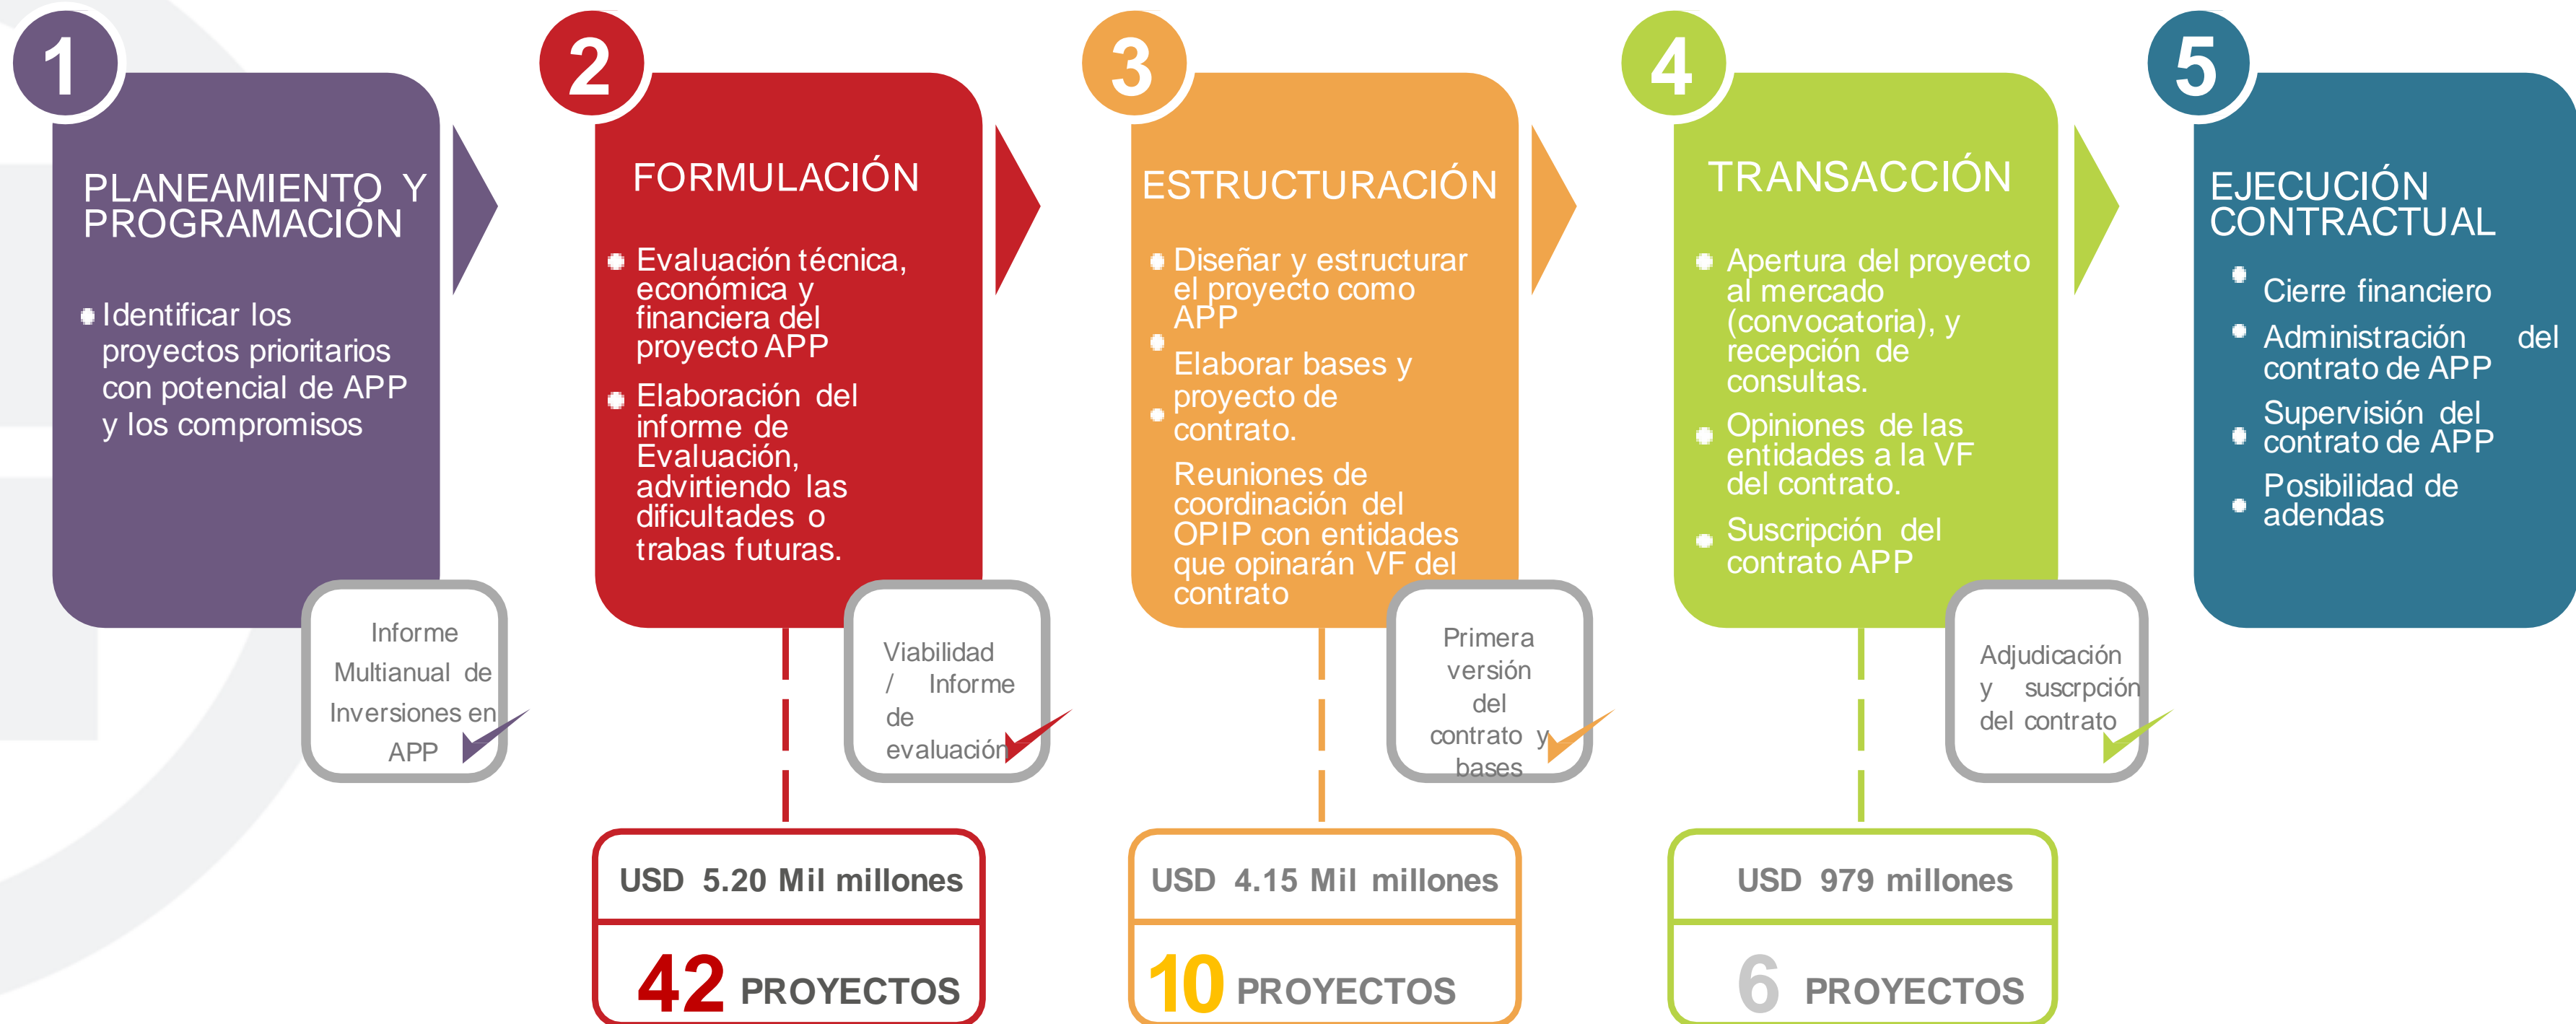 1
PLANEAMIENTO Y
PROGRAMACIÓN
Identificar los
proyectos prioritarios
con potencial de APP
y los compromisos
Informe
Multianual de
Inversiones en
APP
2
FORMULACIÓN
Evaluación técnica,
económica y
financiera del
proyecto APP
Elaboración del
informe de
Evaluación,
advirtiendo las
dificultades o
trabas futuras.
Viabilidad
/ Informe
de
evaluación
USD 5.20 Mil millones
42 PROYECTOS
3
ESTRUCTURACIÓN
Diseñar y estructurar
el proyecto como
APP
Elaborar bases y
proyecto de
contrato.
Reuniones de
coordinación del
OPIP con entidades
que opinarán VF del
contrato
Primera
versión
del
contrato y
bases
USD 4.15 Mil millones
10 PROYECTOS
4
TRANSACCIÓN
Apertura del proyecto
al mercado
(convocatoria), y
recepción de
consultas.
Opiniones de las
entidades a la VF
del contrato.
Suscripción del
contrato APP
Adjudicación
y suscrpción
del contrato
USD 979 millones
6 PROYECTOS
5
EJECUCIÓN
CONTRACTUAL
Cierre financiero
Administración del
contrato de APP
Supervisión del
contrato de APP
Posibilidad de
adendas